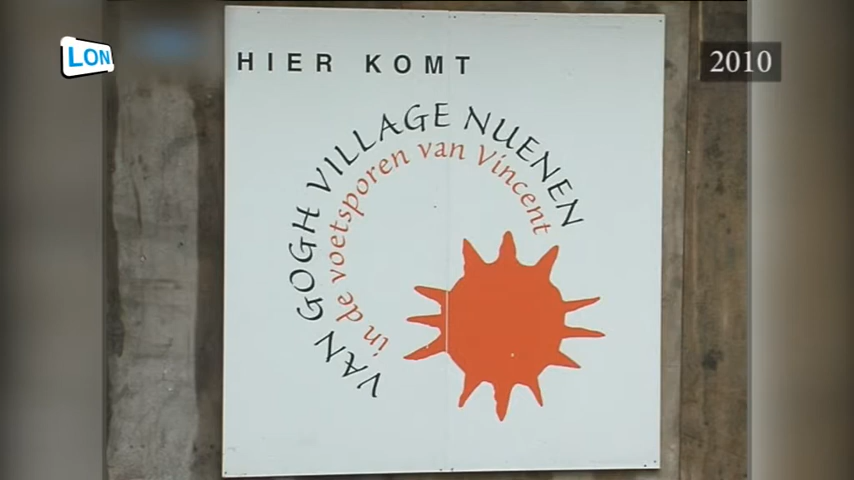 LON
2010
HIER KOMT
VAN GOGH VILLAGE NUENEN
in de voetsporen van Vincent